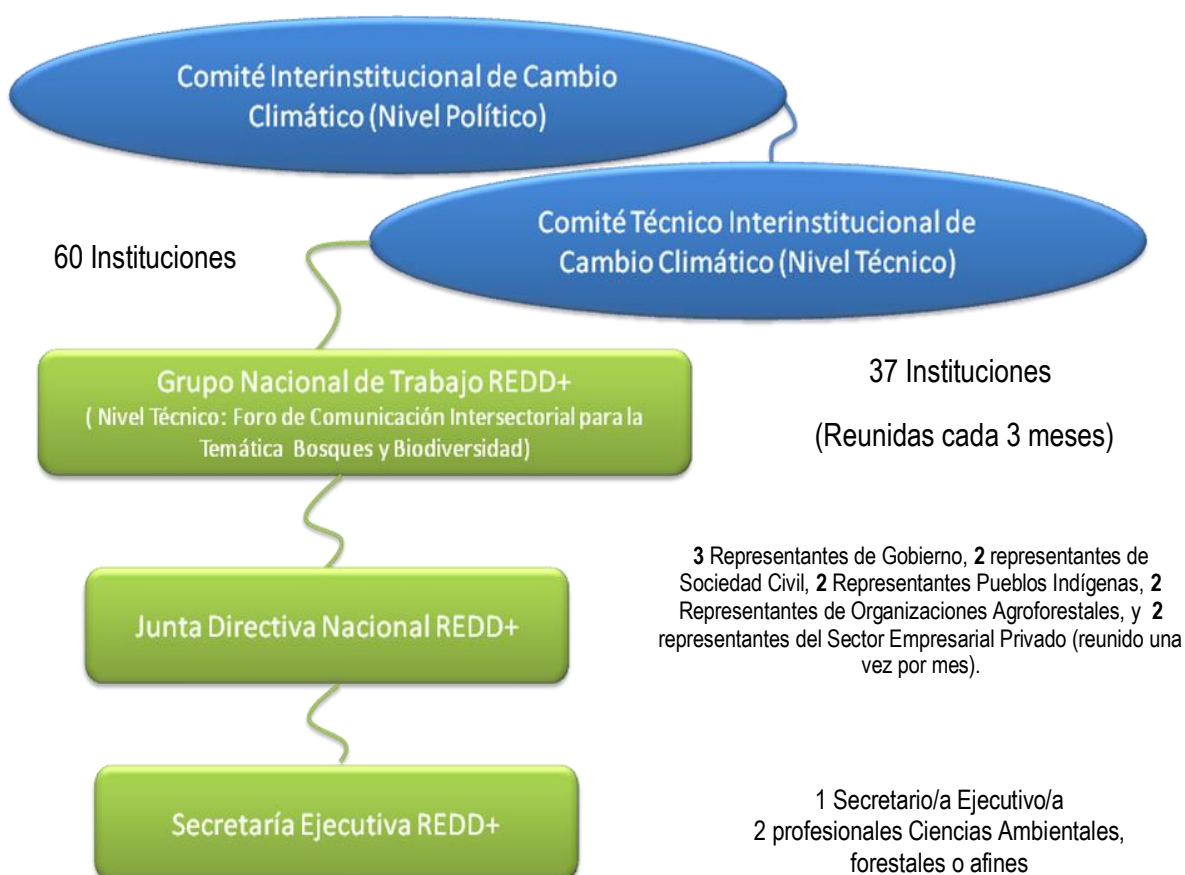 Comité Interinstitucional de Cambio
Climático (Nivel Político)
Comité Técnico Interinstitucional de
Cambio Climático (Nivel Técnico)
60 Instituciones
Grupo Nacional de Trabajo REDD+
( Nivel Técnico: Foro de Comunicación Intersectorial para la
Temática Bosques y Biodiversidad)
37 Instituciones
(Reunidas cada 3 meses)
Junta Directiva Nacional REDD+
3 Representantes de Gobierno, 2 representantes de
Sociedad Civil, 2 Representantes Pueblos Indígenas, 2
Representantes de Organizaciones Agroforestales, y 2
representantes del Sector Empresarial Privado (reunido una
vez por mes).
Secretaría Ejecutiva REDD+
1 Secretario/a Ejecutivo/a
2 profesionales Ciencias Ambientales,
forestales o afines